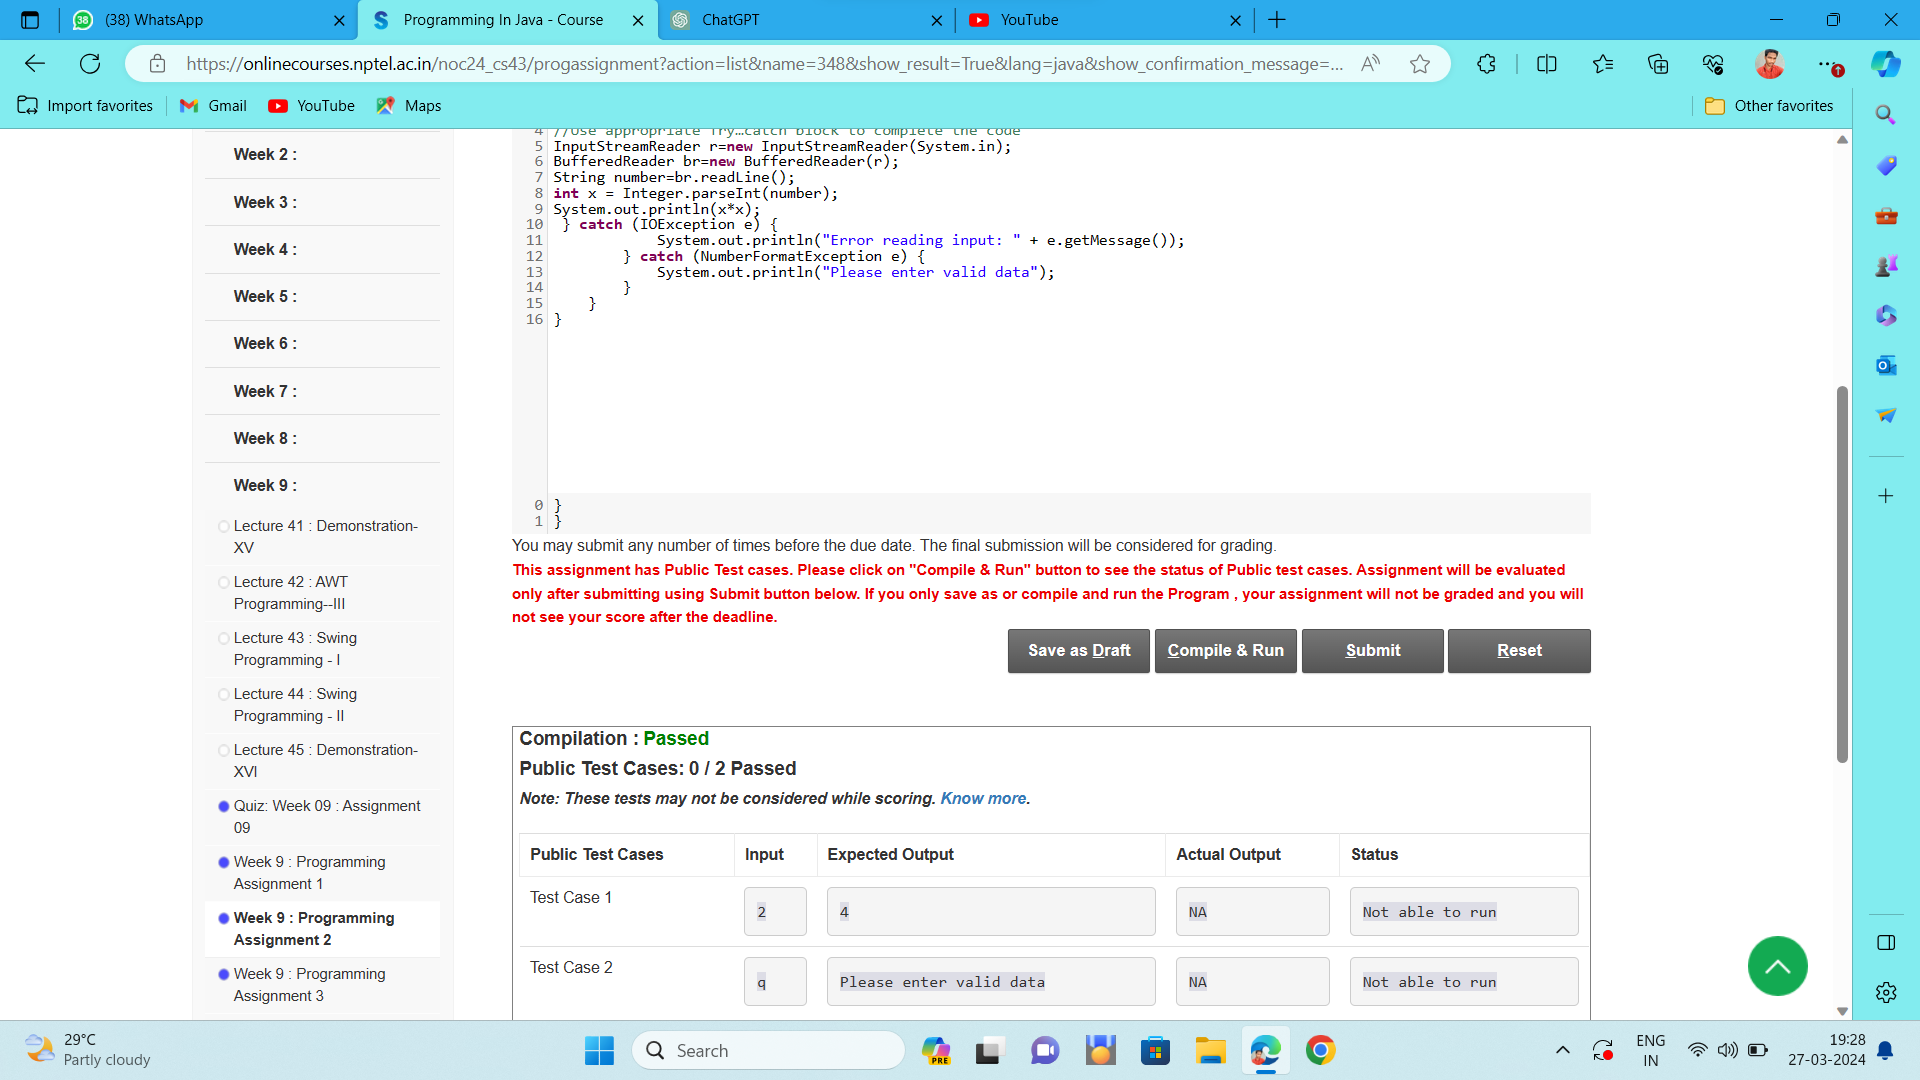 (38) WhatsApp
Programming In Java - Course
ChatGPT
YouTube
https://onlinecourses.nptel.ac.in/noc24_cs43/progassignment?action=list&name=348&show_result=True&lang=java&show_confirmation_message=...
Import favorites
Gmail
YouTube
Maps
Other favorites
Week 2 :
Week 3 :
Week 4 :
Week 5 :
Week 6 :
Week 7 :
Week 8 :
Week 9 :
Lecture 41 : Demonstration-
XV
Lecture 42 : AWT
Programming--III
Lecture 43 : Swing
Programming - I
Lecture 44 : Swing
Programming - II
Lecture 45 : Demonstration-
XVI
Quiz: Week 09 : Assignment
09
Week 9 : Programming
Assignment 1
Week 9 : Programming
Assignment 2
Week 9 : Programming
Assignment 3
4 //Use appropriate Try…catch block to complete the code
5 InputStreamReader r=new InputStreamReader(System.in);
6 BufferedReader br=new BufferedReader(r);
7 String number=br.readLine();
8 int x = Integer.parseInt(number);
9 System.out.println(x*x);
10 } catch (IOException e) {
11 System.out.println("Error reading input: " + e.getMessage());
12 } catch (NumberFormatException e) {
13 System.out.println("Please enter valid data");
14 }
15 }
16 }
0 }
1 }
You may submit any number of times before the due date. The final submission will be considered for grading.
This assignment has Public Test cases. Please click on "Compile & Run" button to see the status of Public test cases. Assignment will be evaluated
only after submitting using Submit button below. If you only save as or compile and run the Program , your assignment will not be graded and you will
not see your score after the deadline.
Save as Draft
Compile & Run
Submit
Reset
Compilation : Passed
Public Test Cases: 0 / 2 Passed
Note: These tests may not be considered while scoring. Know more.
Public Test Cases Input Expected Output Actual Output Status
Test Case 1 2 4 NA Not able to run
Test Case 2 q Please enter valid data NA Not able to run
29°C
Partly cloudy
Search
PRE
ENG
IN
19:28
27-03-2024